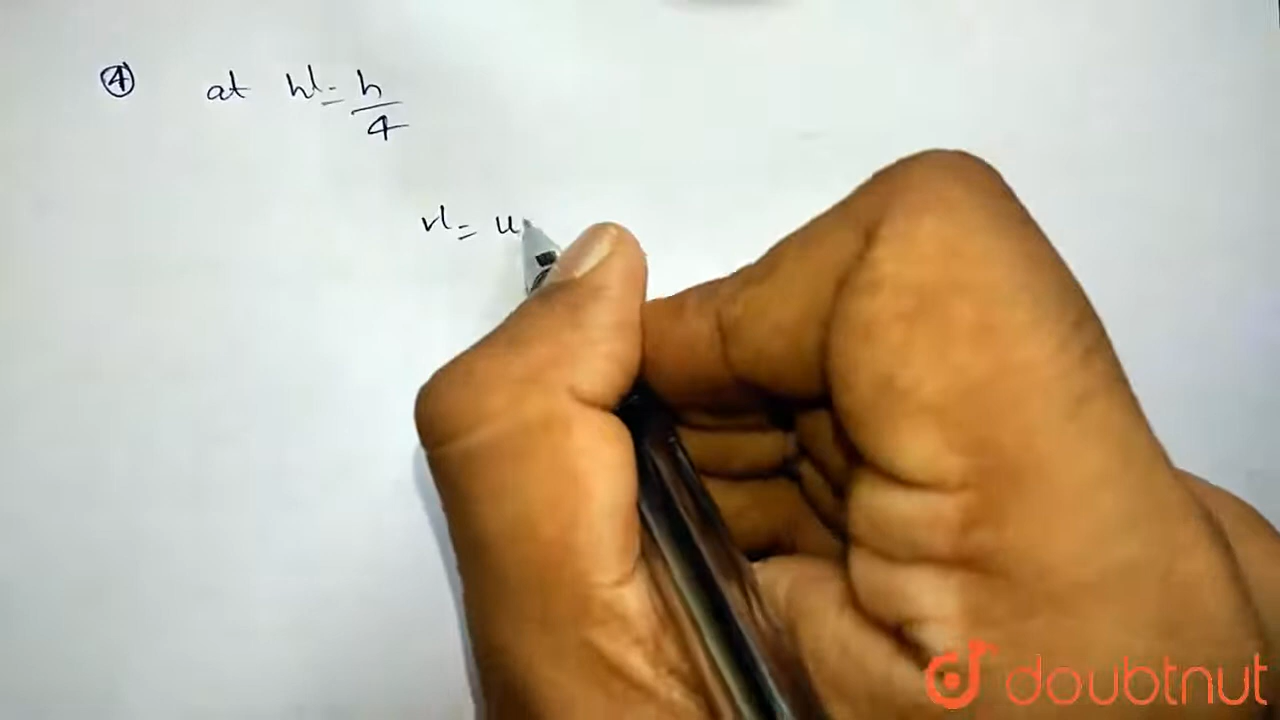 ④ at h' = h/4
v' = u
doubtnut